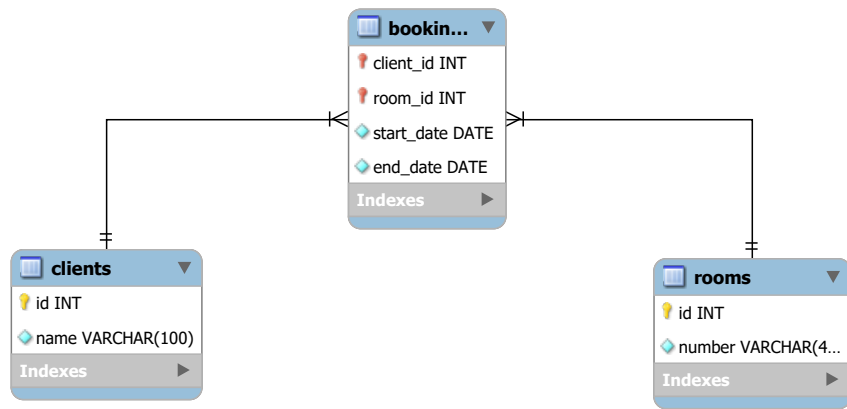 bookin...
client_id INT
room_id INT
start_date DATE
end_date DATE
Indexes
clients
id INT
name VARCHAR(100)
Indexes
rooms
id INT
number VARCHAR(4...
Indexes